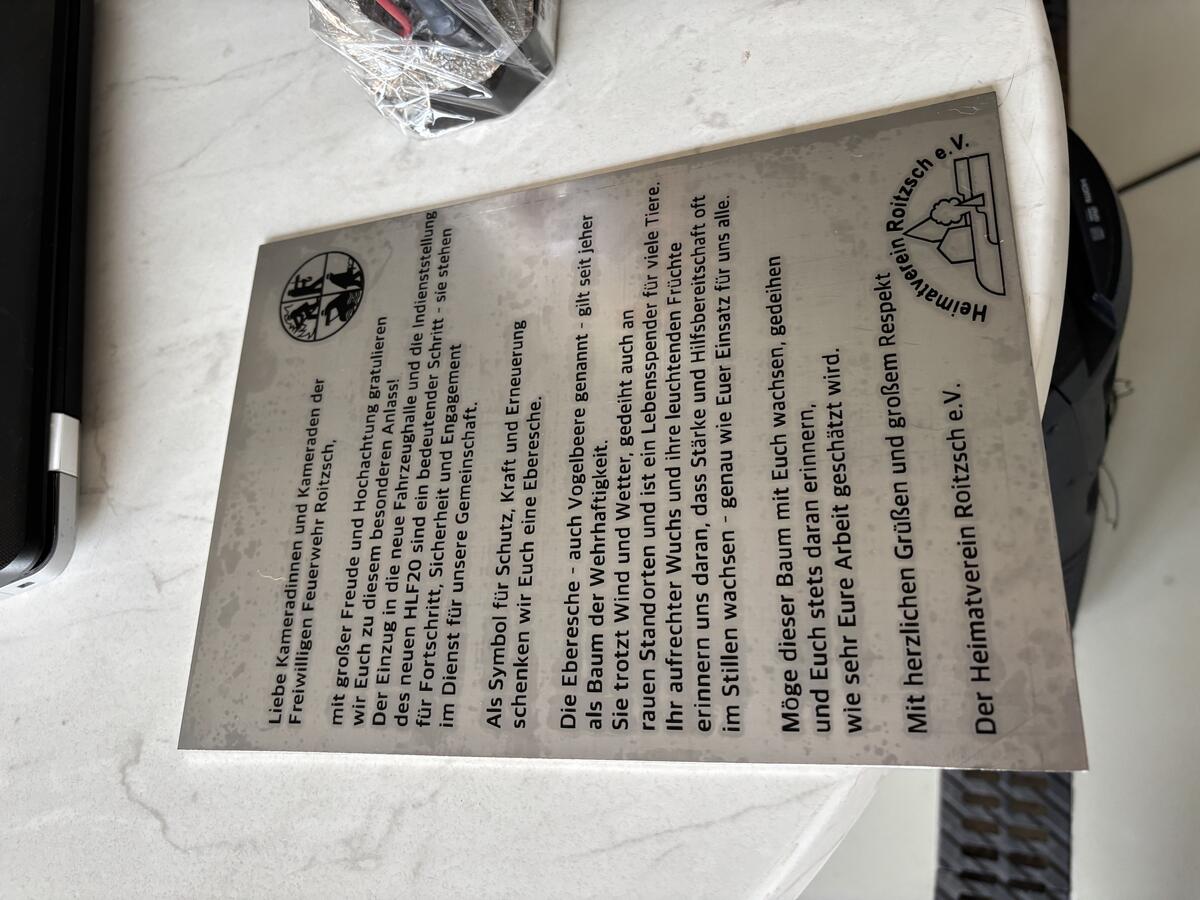 Liebe Kameradinnen und Kameraden der
Freiwilligen Feuerwehr Roitzsch,
mit großer Freude und Hochachtung gratulieren
wir Euch zu diesem besonderen Anlass!
Der Einzug in die neue Fahrzeughalle und die Indienststellung
des neuen HLF20 sind ein bedeutender Schritt - sie stehen
für Fortschritt, Sicherheit und Engagement
im Dienst für unsere Gemeinschaft.
Als Symbol für Schutz, Kraft und Erneuerung
schenken wir Euch eine Eberesche.
Die Eberesche - auch Vogelbeere genannt - gilt seit jeher
als Baum der Wehrhaftigkeit.
Sie trotzt Wind und Wetter, gedeiht auch an
rauen Standorten und ist ein Lebensspender für viele Tiere.
Ihr aufrechter Wuchs und ihre leuchtenden Früchte
erinnern uns daran, dass Stärke und Hilfsbereitschaft oft
im Stillen wachsen - genau wie Euer Einsatz für uns alle.
Möge dieser Baum mit Euch wachsen, gedeihen
und Euch stets daran erinnern,
wie sehr Eure Arbeit geschätzt wird.
Mit herzlichen Grüßen und großem Respekt
Der Heimatverein Roitzsch e.V.
Heimatverein Roitzsch e.V.